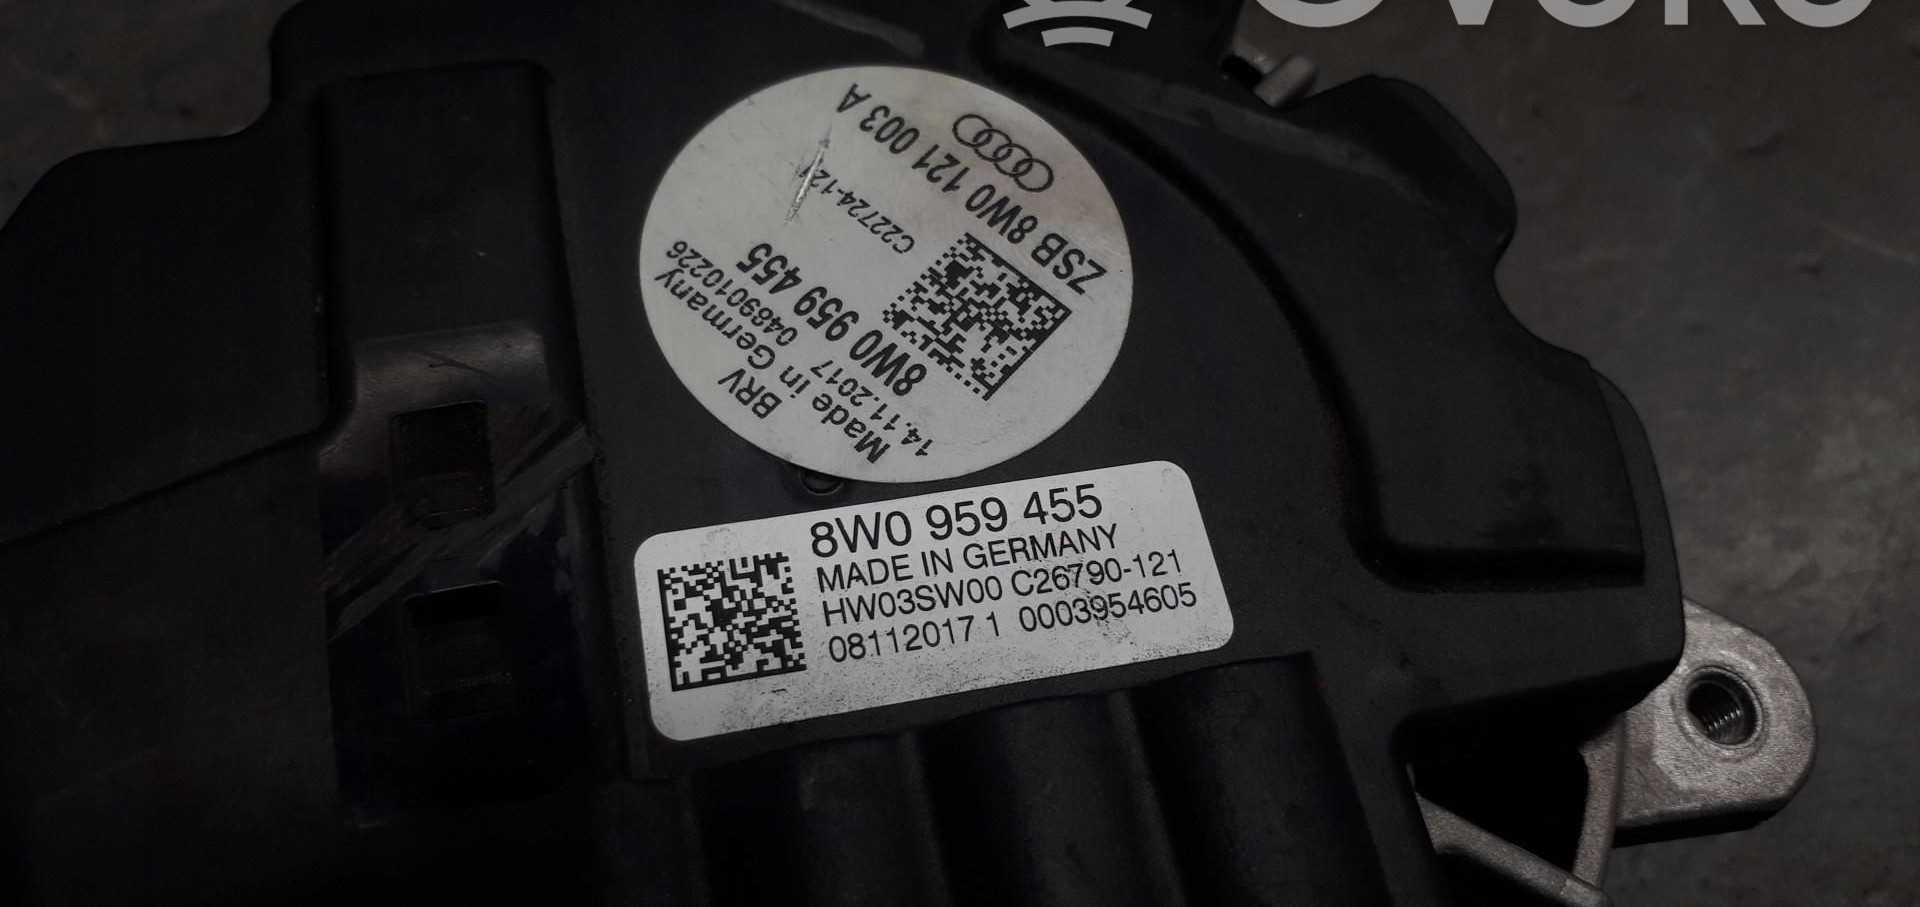 ZSB 8W0 121 003 A
C22724-12
8W0 959 455
14.11.2017 0489010226
Made in Germany
BRV
8W0 959 455
MADE IN GERMANY
HW03SW00 C26790-121
08112017 1 0003954605